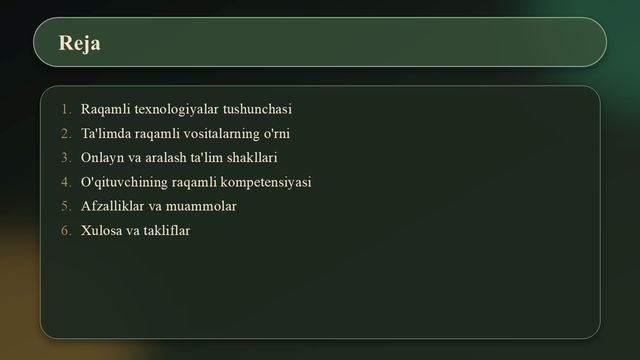 Reja
1. Raqamli texnologiyalar tushunchasi
2. Ta'limda raqamli vositalarning o'rni
3. Onlayn va aralash ta'lim shakllari
4. O'qituvchining raqamli kompetensiyasi
5. Afzalliklar va muammolar
6. Xulosa va takliflar